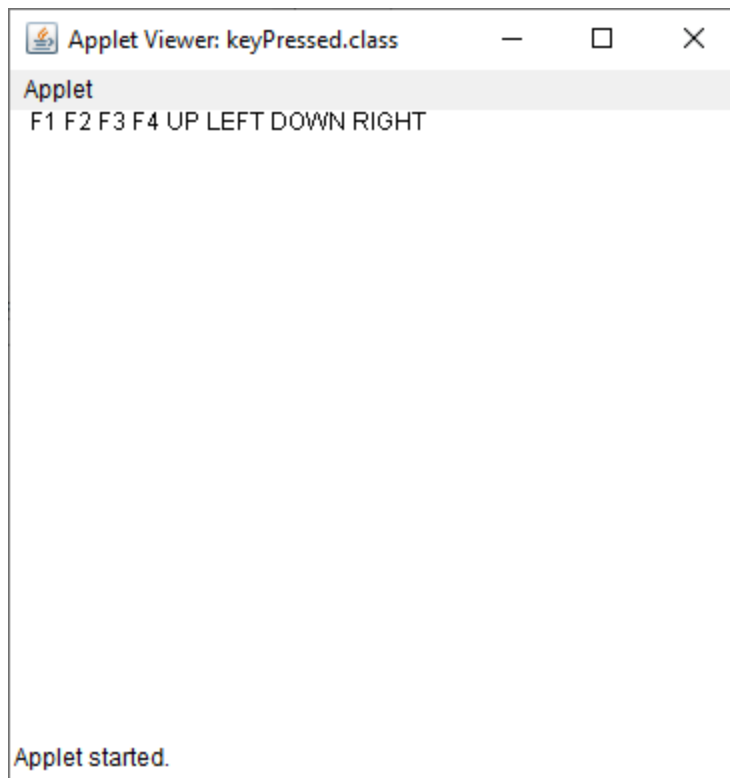 Applet Viewer: keyPressed.class
Applet
F1 F2 F3 F4 UP LEFT DOWN RIGHT
Applet started.